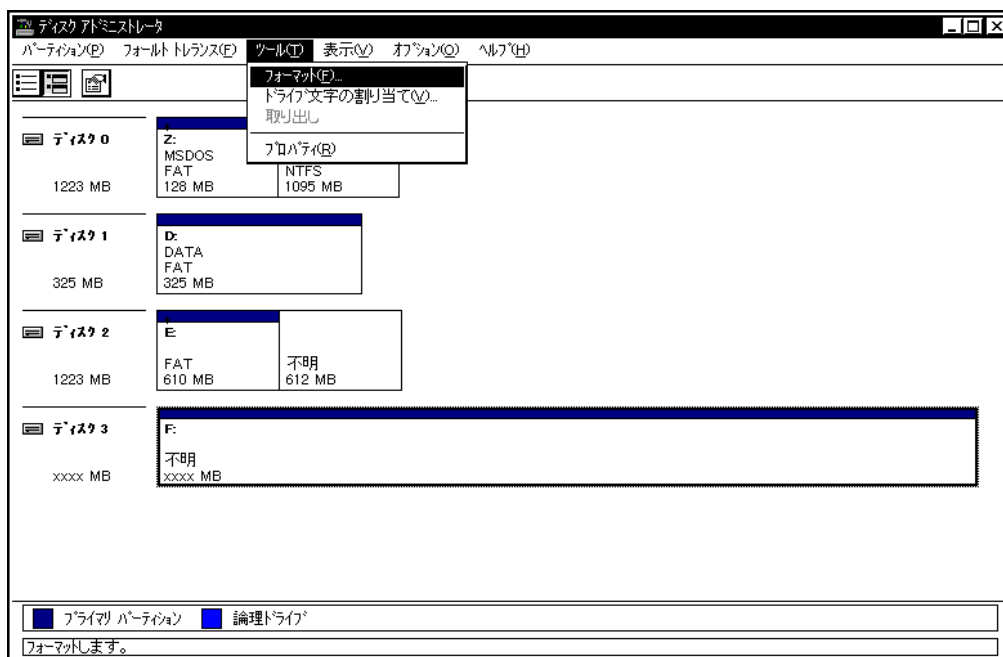 ディスク アドミニストレータ
パーティション(P) フォールト トレランス(F) ツール(T) 表示(V) オプション(O) ヘルプ(H)
フォーマット(F)...
ドライブ文字の割り当て(V)...
取り出し
プロパティ(R)
ディスク 0
1223 MB
Z:
MSDOS
FAT
128 MB
NTFS
1095 MB
ディスク 1
325 MB
D:
DATA
FAT
325 MB
ディスク 2
1223 MB
E:
FAT
610 MB
不明
612 MB
ディスク 3
xxxx MB
F:
不明
xxxx MB
プライマリ パーティション 論理ドライブ
フォーマットします。